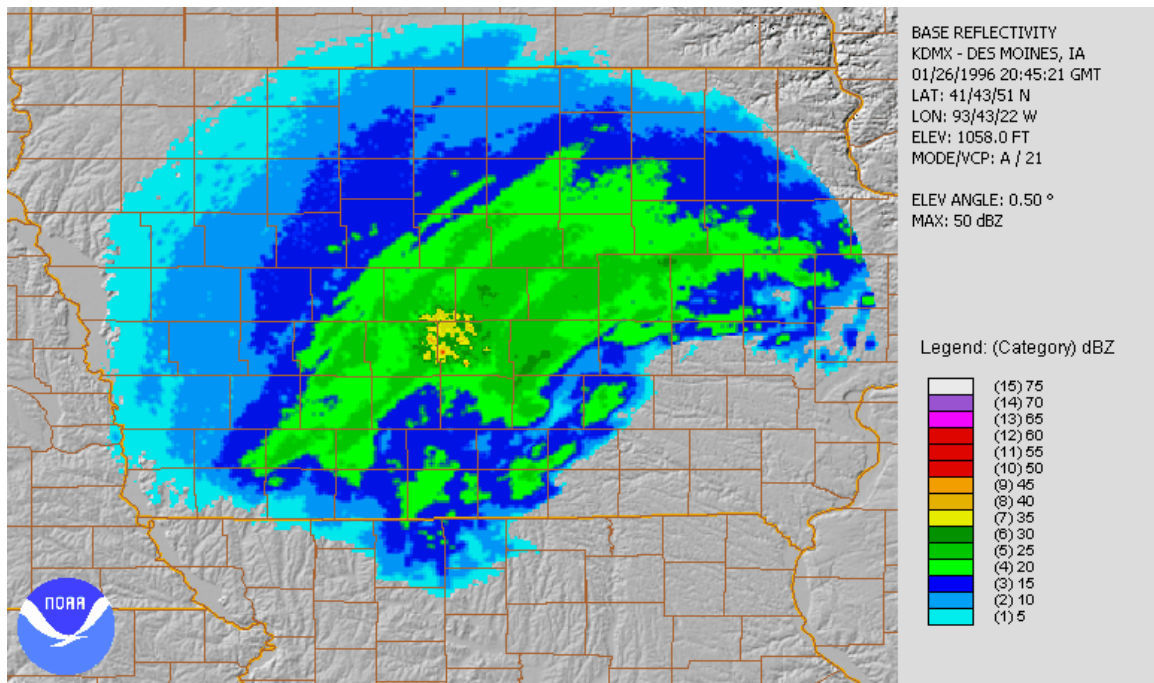 BASE REFLECTIVITY
KDMX - DES MOINES, IA
01/26/1996 20:45:21 GMT
LAT: 41/43/51 N
LON: 93/43/22 W
ELEV: 1058.0 FT
MODE/VCP: A / 21
ELEV ANGLE: 0.50 °
MAX: 50 dBZ
Legend: (Category) dBZ
(15) 75
(14) 70
(13) 65
(12) 60
(11) 55
(10) 50
(9) 45
(8) 40
(7) 35
(6) 30
(5) 25
(4) 20
(3) 15
(2) 10
(1) 5
NOAA